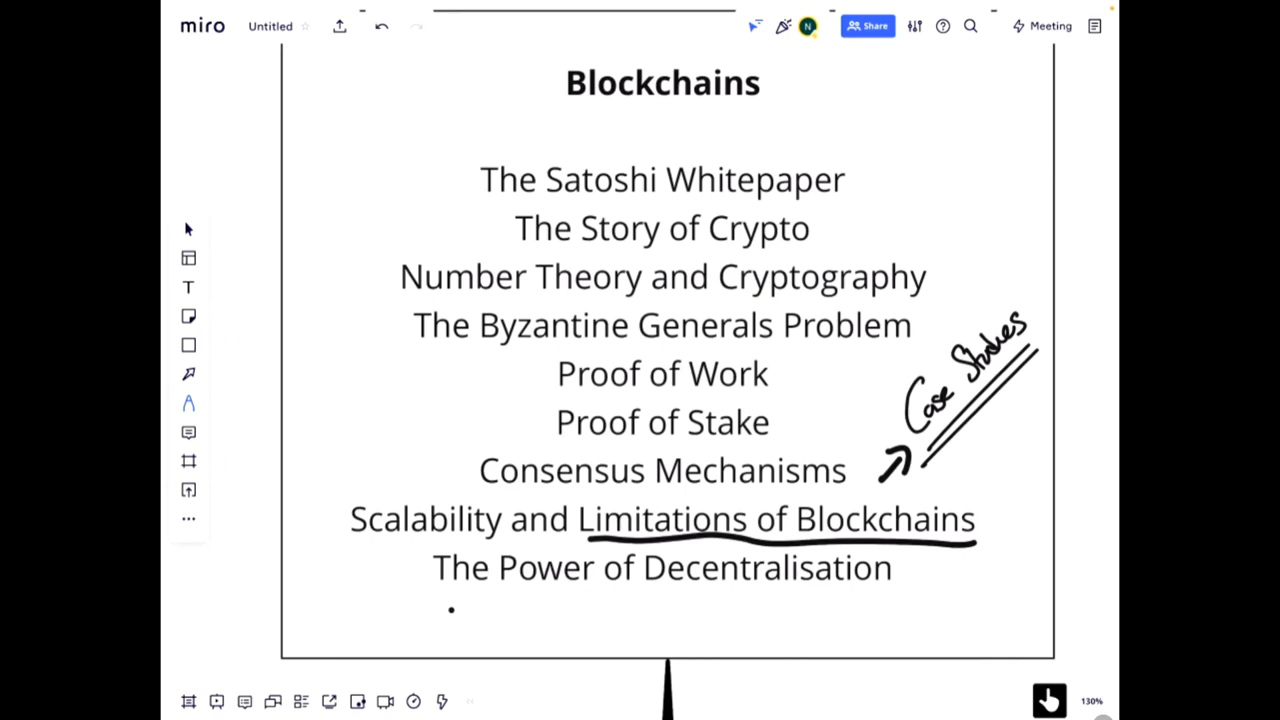 miro
Untitled
N
Share
Meeting
Blockchains
The Satoshi Whitepaper
The Story of Crypto
Number Theory and Cryptography
The Byzantine Generals Problem
Proof of Work
Proof of Stake
Case Studies
Consensus Mechanisms
Scalability and Limitations of Blockchains
The Power of Decentralisation
130%